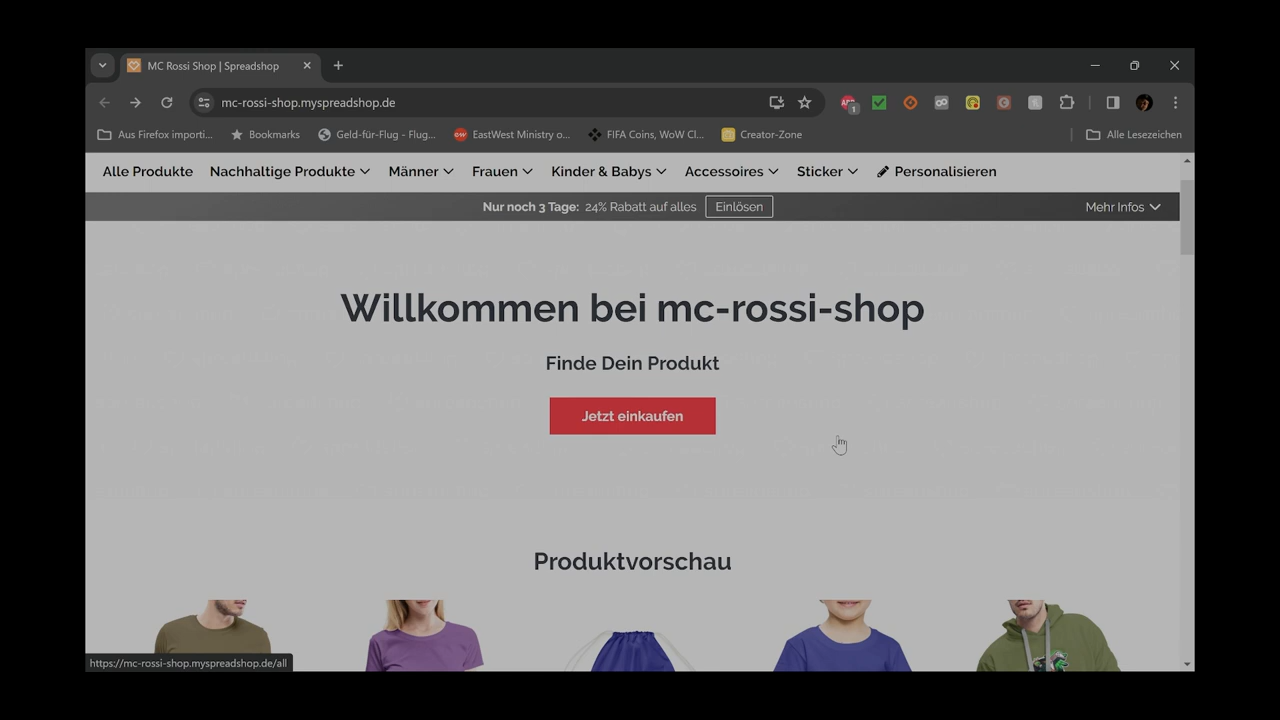 MC Rossi Shop | Spreadshop
mc-rossi-shop.myspreadshop.de
1
Aus Firefox importi...
Bookmarks
Geld-für-Flug - Flug...
EastWest Ministry o...
FIFA Coins, WoW Cl...
Creator-Zone
Alle Lesezeichen
Alle Produkte
Nachhaltige Produkte
Männer
Frauen
Kinder & Babys
Accessoires
Sticker
Personalisieren
Nur noch 3 Tage: 24% Rabatt auf alles
Einlösen
Mehr Infos
Willkommen bei mc-rossi-shop
Finde Dein Produkt
Jetzt einkaufen
Produktvorschau
https://mc-rossi-shop.myspreadshop.de/all